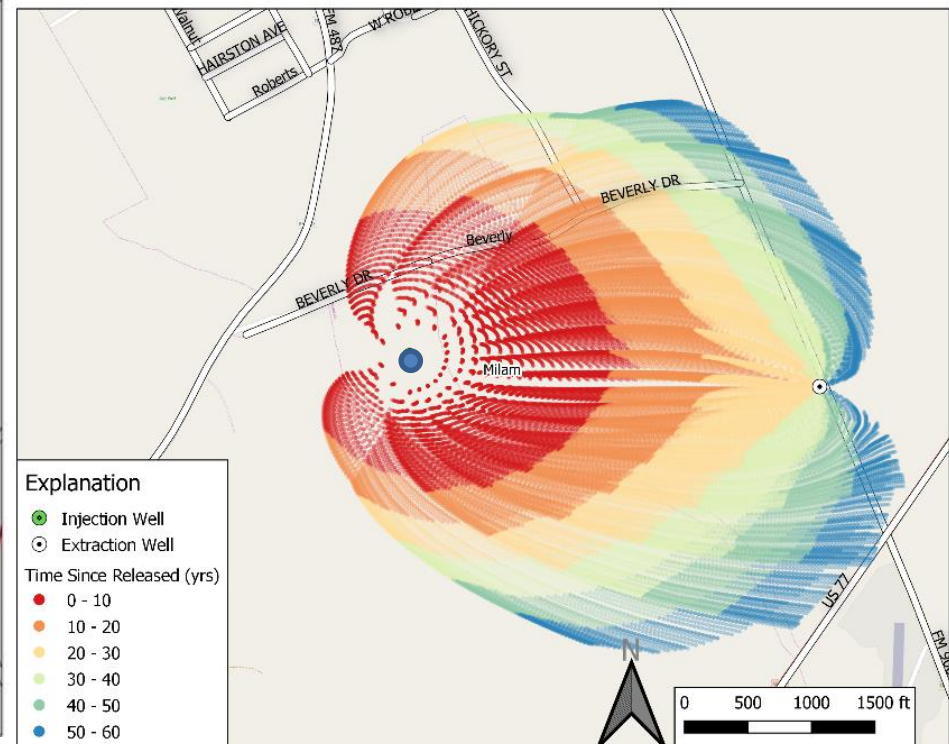 Walnut
HAIRSTON AVE
Roberts
FM 487
W ROBE
HICKORY ST
BEVERLY DR
Beverly
BEVERLY DR
Milam
US 77
Explanation
Injection Well
Extraction Well
Time Since Released (yrs)
0 - 10
10 - 20
20 - 30
30 - 40
40 - 50
50 - 60
N
0 500 1000 1500 ft